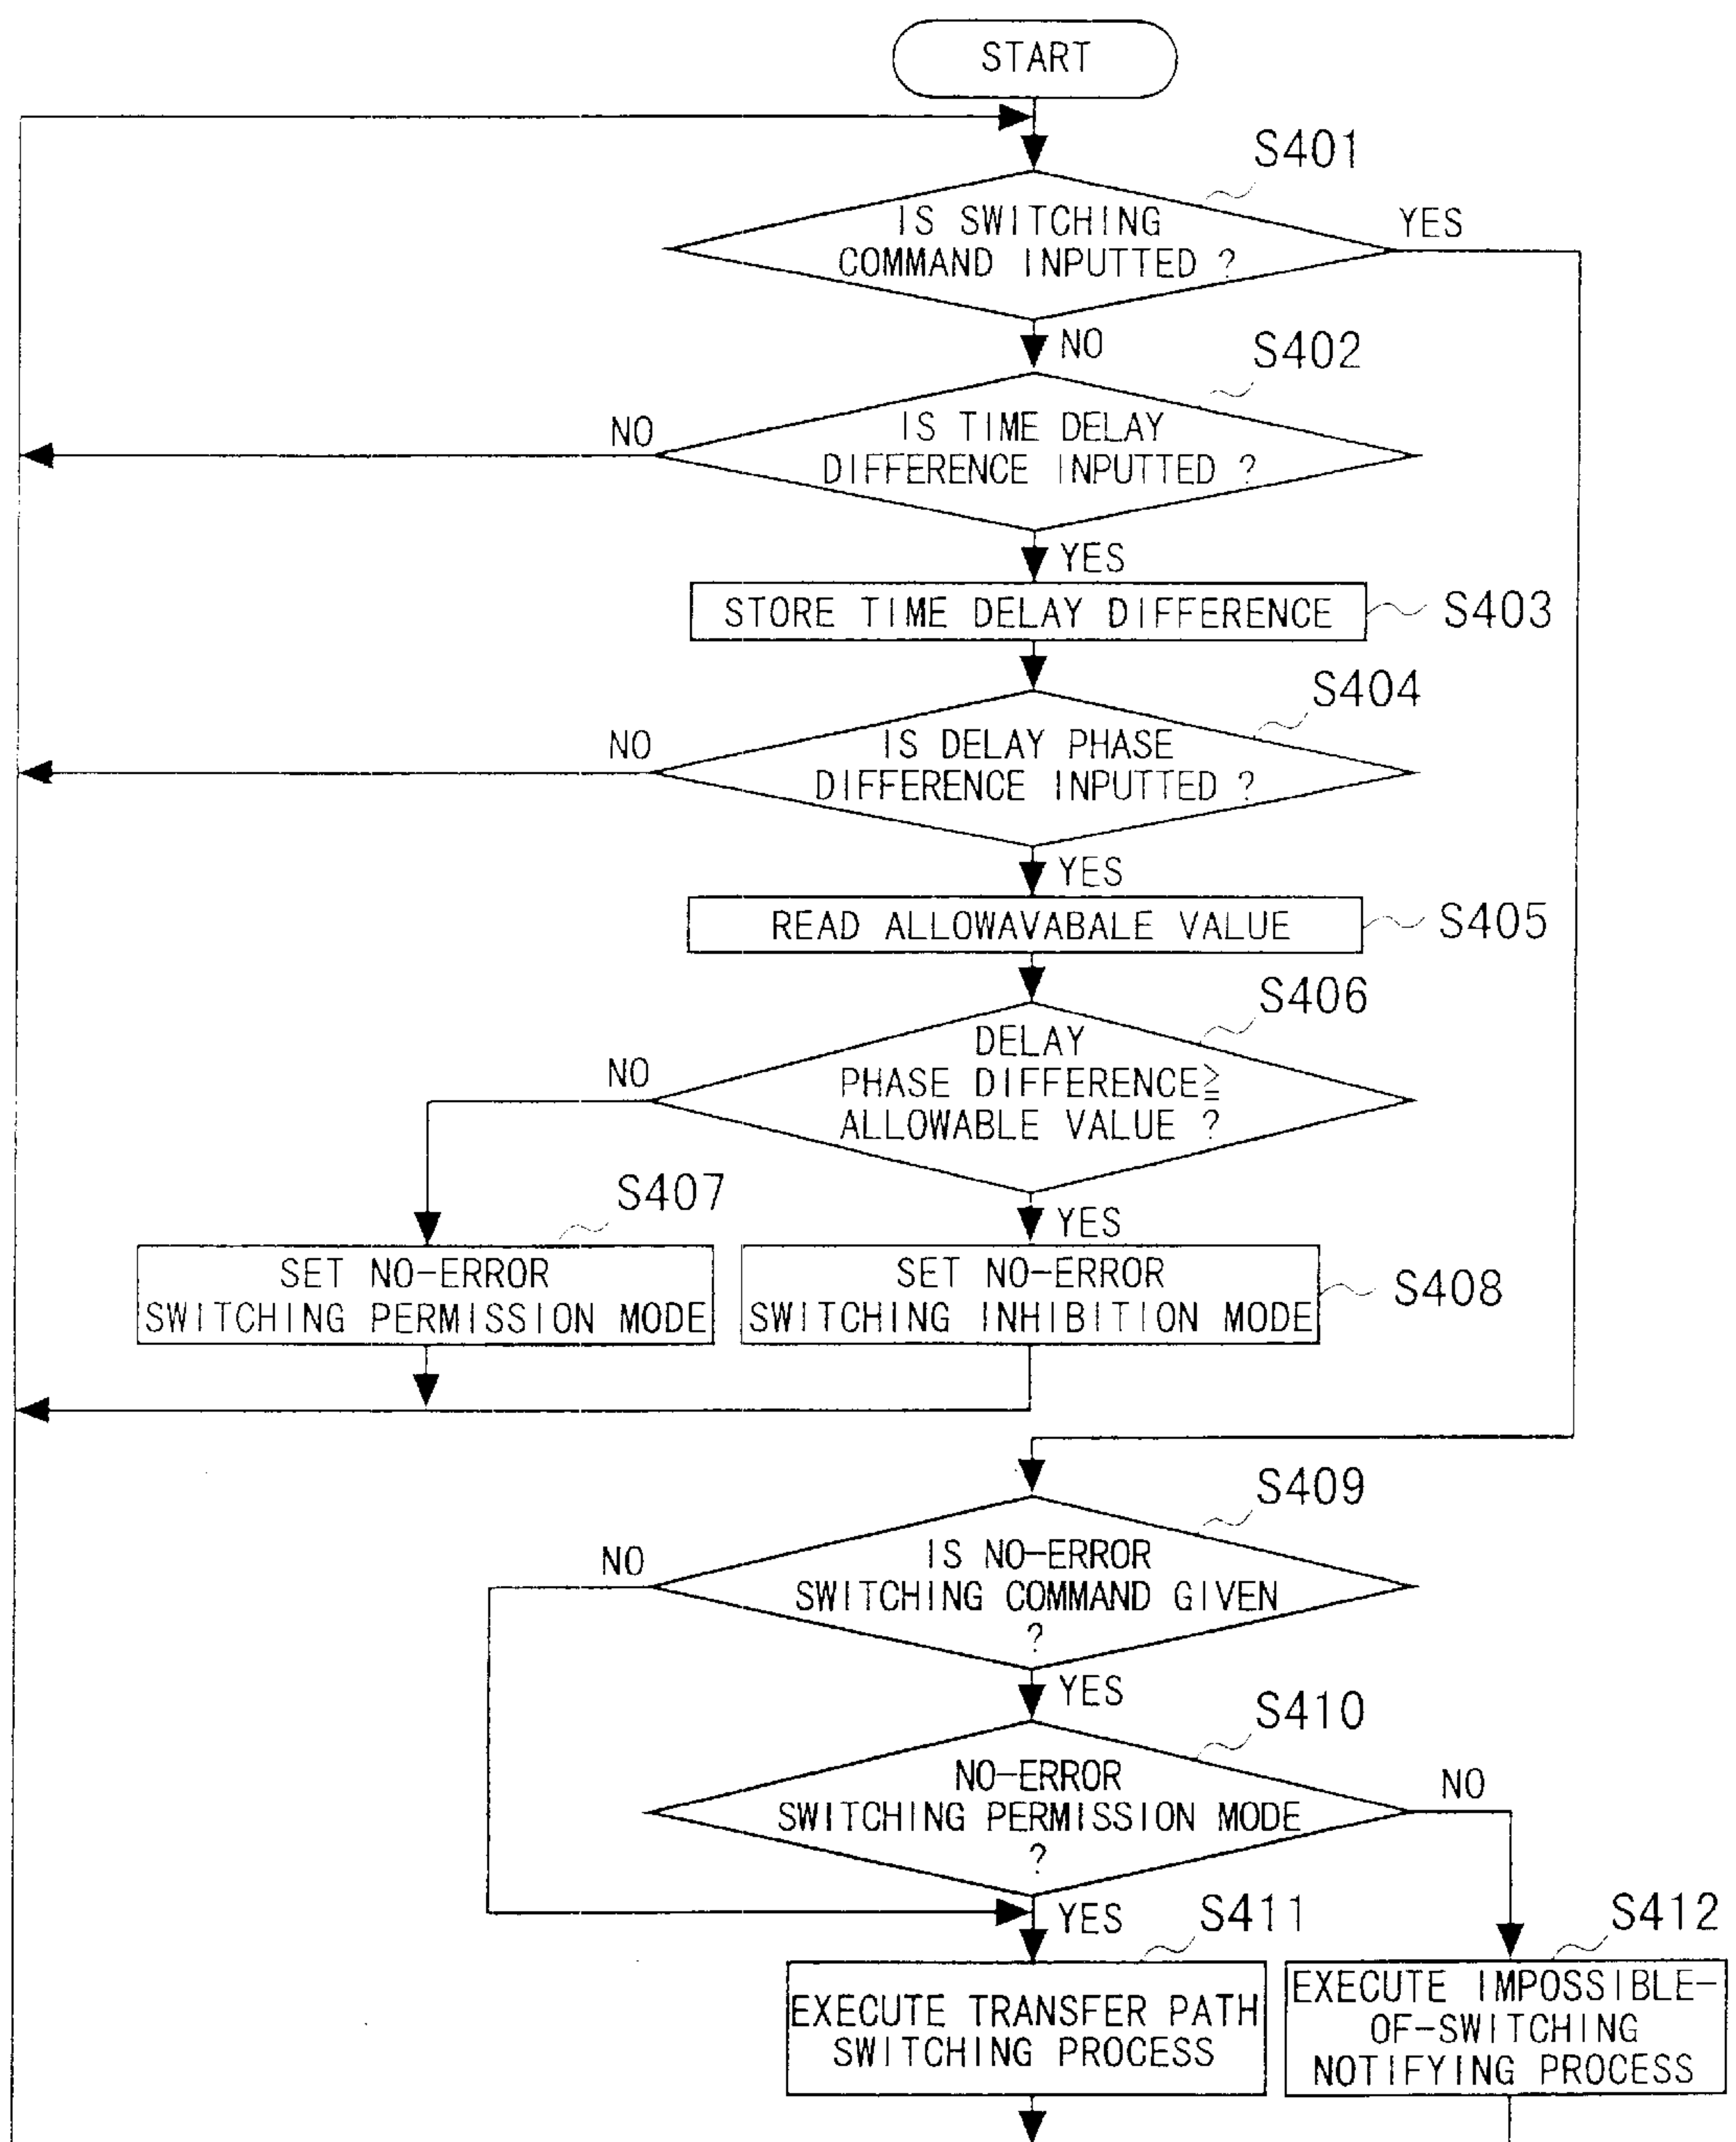 START
S401
IS SWITCHING
COMMAND INPUTTED ?
YES
NO
S402
IS TIME DELAY
DIFFERENCE INPUTTED ?
NO
YES
STORE TIME DELAY DIFFERENCE
S403
S404
IS DELAY PHASE
DIFFERENCE INPUTTED ?
NO
YES
READ ALLOWAVABALE VALUE
S405
S406
DELAY
PHASE DIFFERENCE≧
ALLOWABLE VALUE ?
NO
YES
S407
SET NO-ERROR
SWITCHING PERMISSION MODE
SET NO-ERROR
SWITCHING INHIBITION MODE
S408
S409
IS NO-ERROR
SWITCHING COMMAND GIVEN
?
NO
YES
S410
NO-ERROR
SWITCHING PERMISSION MODE
?
NO
YES
S411
EXECUTE TRANSFER PATH
SWITCHING PROCESS
S412
EXECUTE IMPOSSIBLE-
OF-SWITCHING
NOTIFYING PROCESS